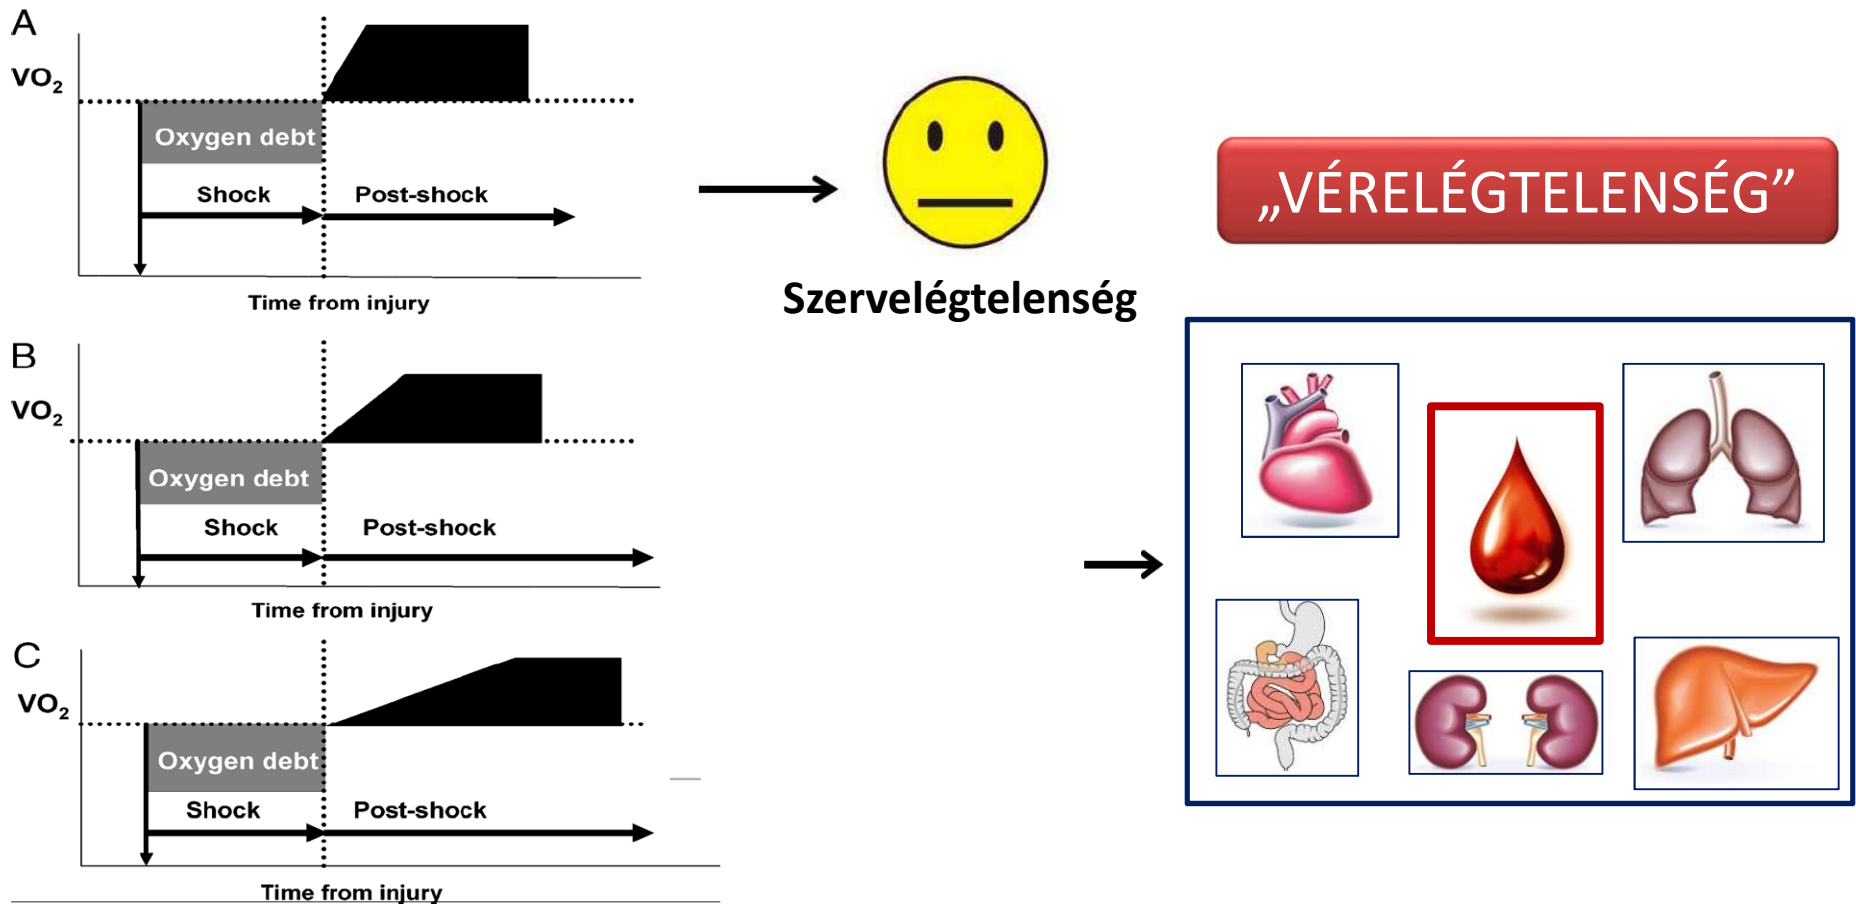 A
VO2
Oxygen debt
Shock
Post-shock
Time from injury
B
VO2
Oxygen debt
Shock
Post-shock
Time from injury
C
VO2
Oxygen debt
Shock
Post-shock
Time from injury
Szervelégtelenség
„VÉRELÉGTELENSÉG”